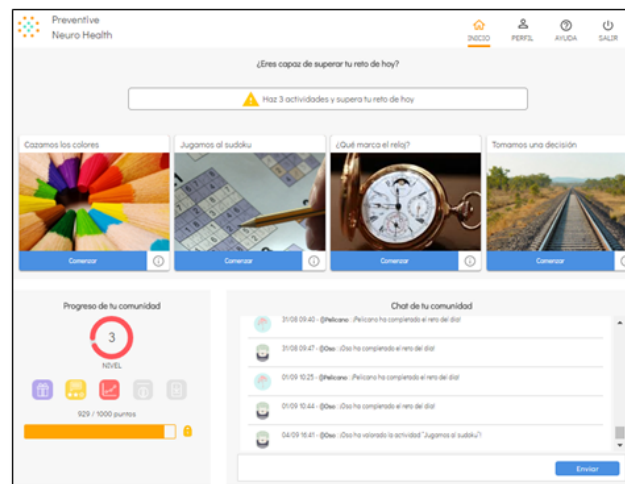 Preventive
Neuro Health
INICIO
PERFIL
AYUDA
SALIR
¿Eres capaz de superar tu reto de hoy?
Haz 3 actividades y supera tu reto de hoy
Cazamos los colores
Jugamos al sudoku
¿Qué marca el reloj?
Tomamos una decisión
Comenzar
Comenzar
Comenzar
Comenzar
Progreso de tu comunidad
3
NIVEL
929 / 1000 puntos
Chat de tu comunidad
31/08 09:40 - @Pelicano : ¡Pelicano ha completado el reto del día!
31/08 09:47 - @Oso : ¡Oso ha completado el reto del día!
01/09 10:25 - @Pelicano : ¡Pelicano ha completado el reto del día!
01/09 10:44 - @Oso : ¡Oso ha completado el reto del día!
04/09 16:41 - @Oso : ¡Oso ha valorado la actividad "Jugamos al sudoku"!
Enviar